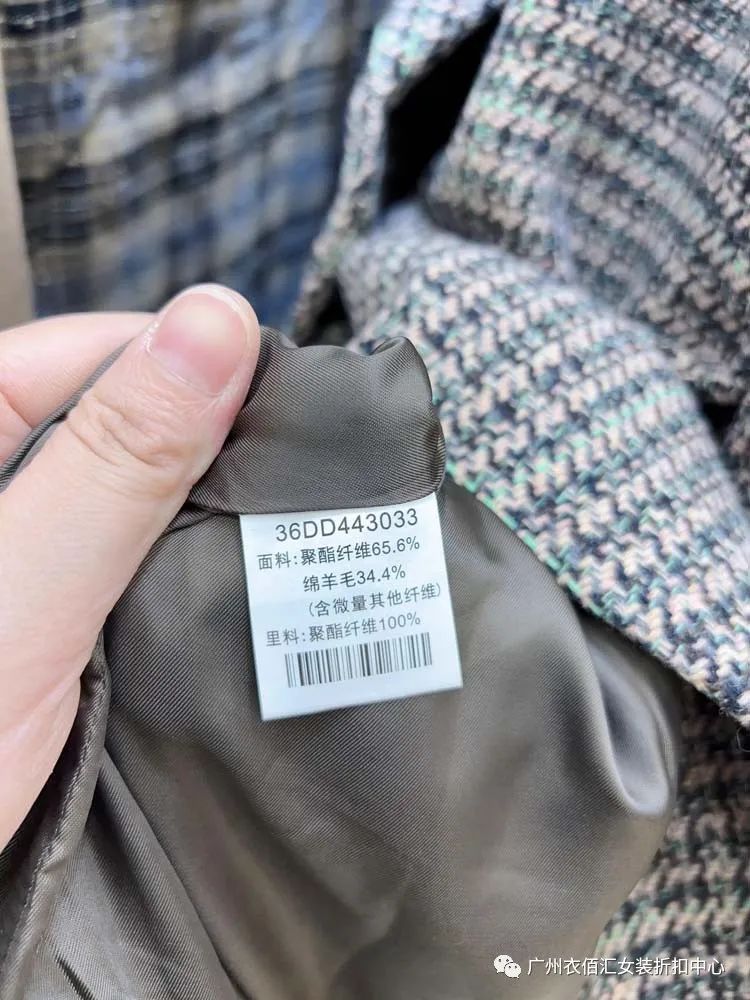 36DD443033
面料:聚酯纤维65.6%
绵羊毛34.4%
(含微量其他纤维)
里料:聚酯纤维100%
广州衣佰汇女装折扣中心